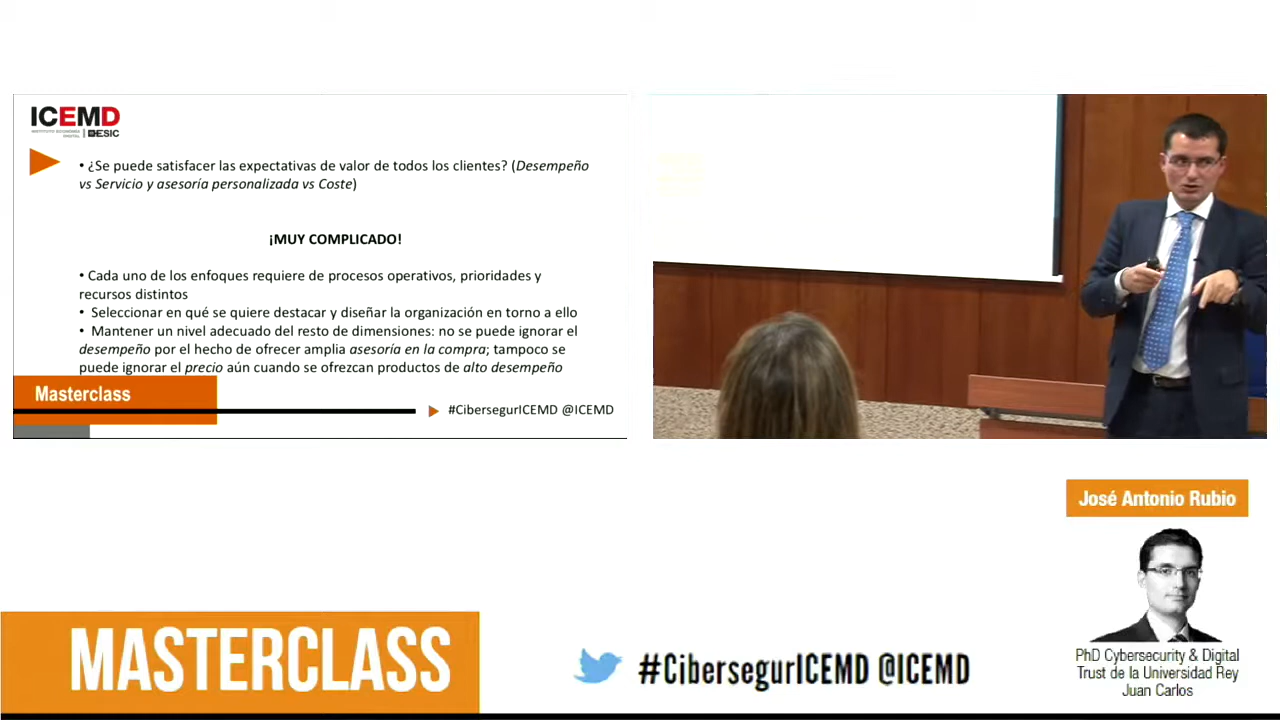 ICEMD
INSTITUTO ECONOMÍA
DIGITAL
ESIC
• ¿Se puede satisfacer las expectativas de valor de todos los clientes? (Desempeño
vs Servicio y asesoría personalizada vs Coste)
¡MUY COMPLICADO!
• Cada uno de los enfoques requiere de procesos operativos, prioridades y
recursos distintos
• Seleccionar en qué se quiere destacar y diseñar la organización en torno a ello
• Mantener un nivel adecuado del resto de dimensiones: no se puede ignorar el
desempeño por el hecho de ofrecer amplia asesoría en la compra; tampoco se
puede ignorar el precio aún cuando se ofrezcan productos de alto desempeño
Masterclass
#CibersegurICEMD @ICEMD
José Antonio Rubio
PhD Cybersecurity & Digital
Trust de la Universidad Rey
Juan Carlos
MASTERCLASS
#CibersegurICEMD @ICEMD